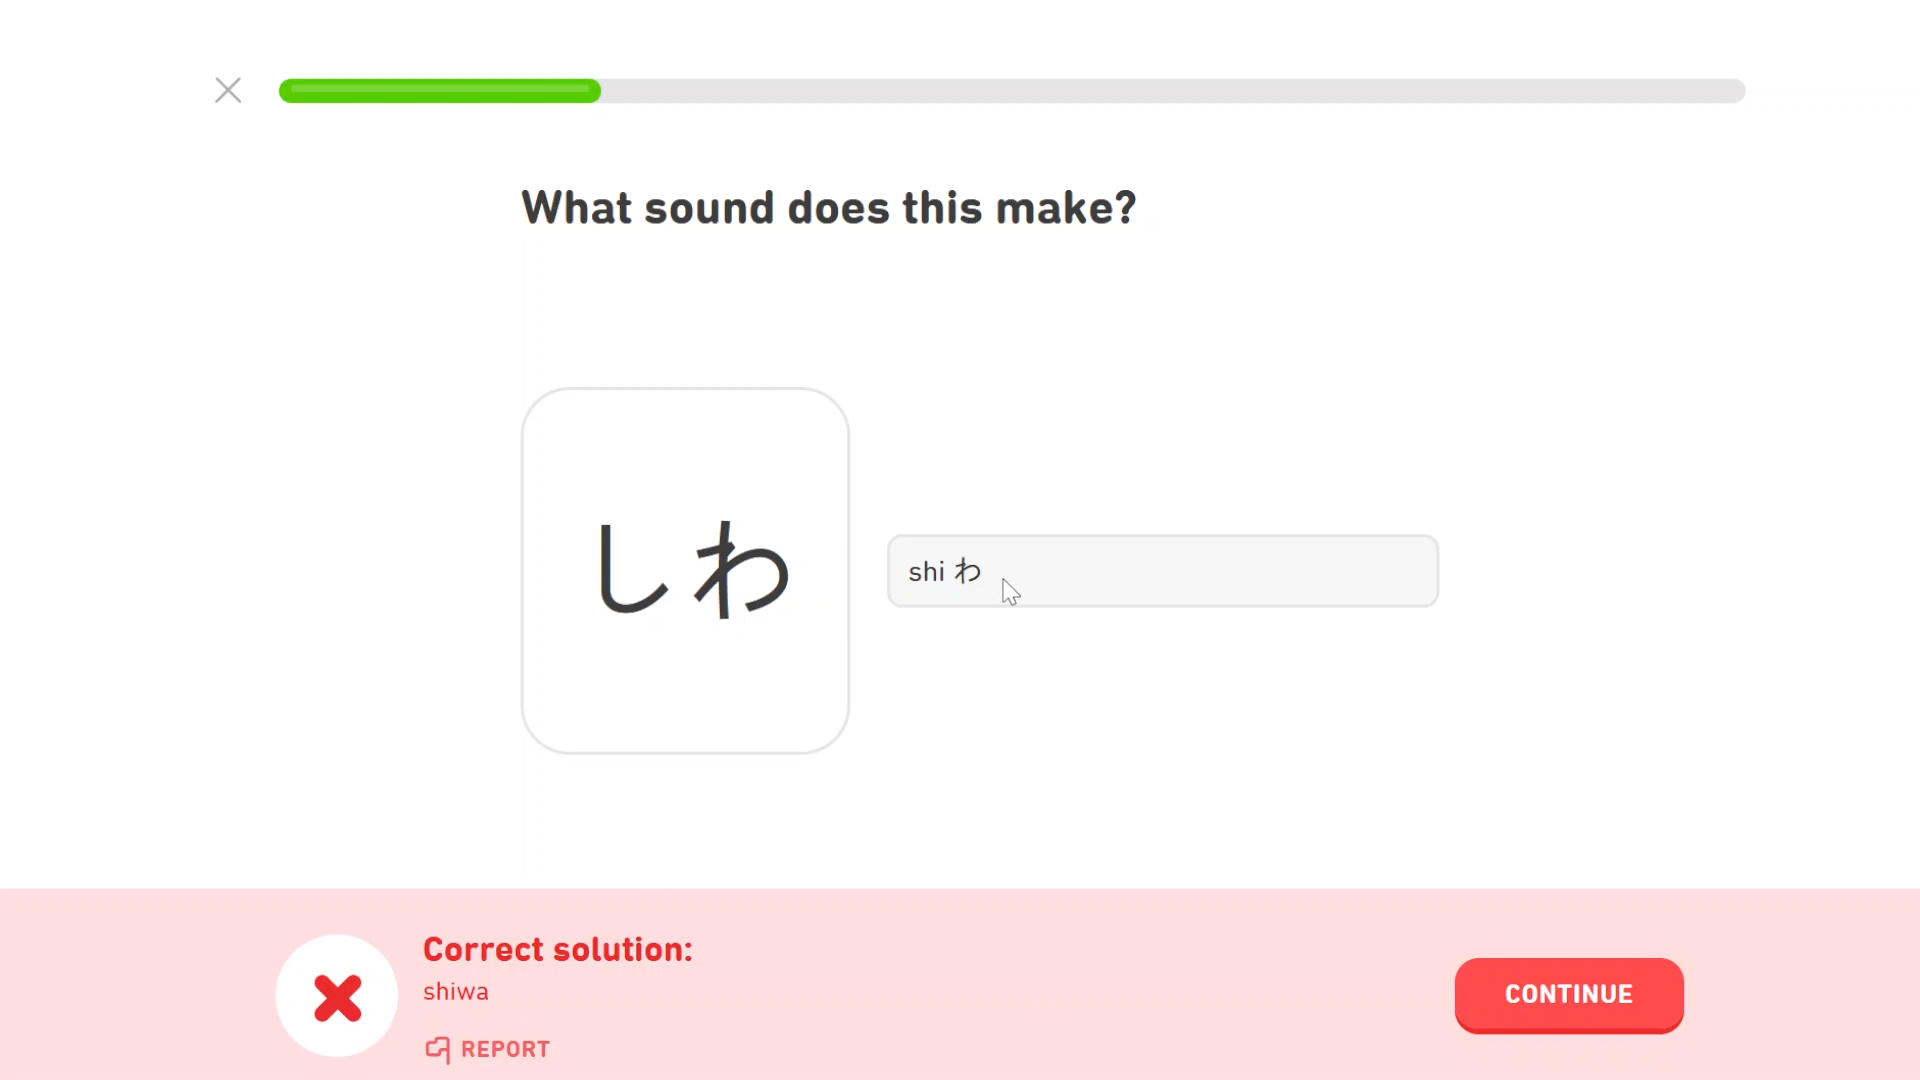 What sound does this make?
しわ
shi わ
Correct solution:
shiwa
REPORT
CONTINUE